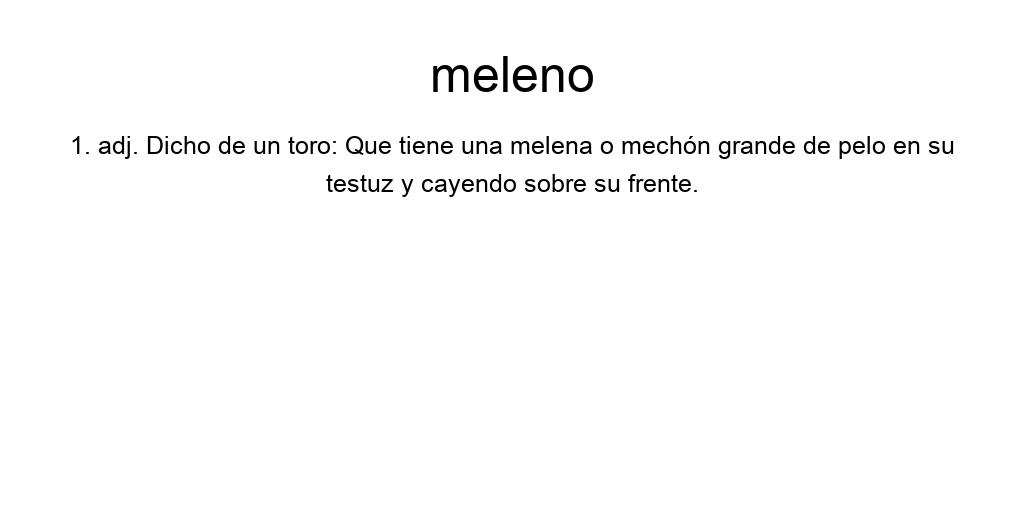 meleno
1. adj. Dicho de un toro: Que tiene una melena o mechón grande de pelo en su
testuz y cayendo sobre su frente.